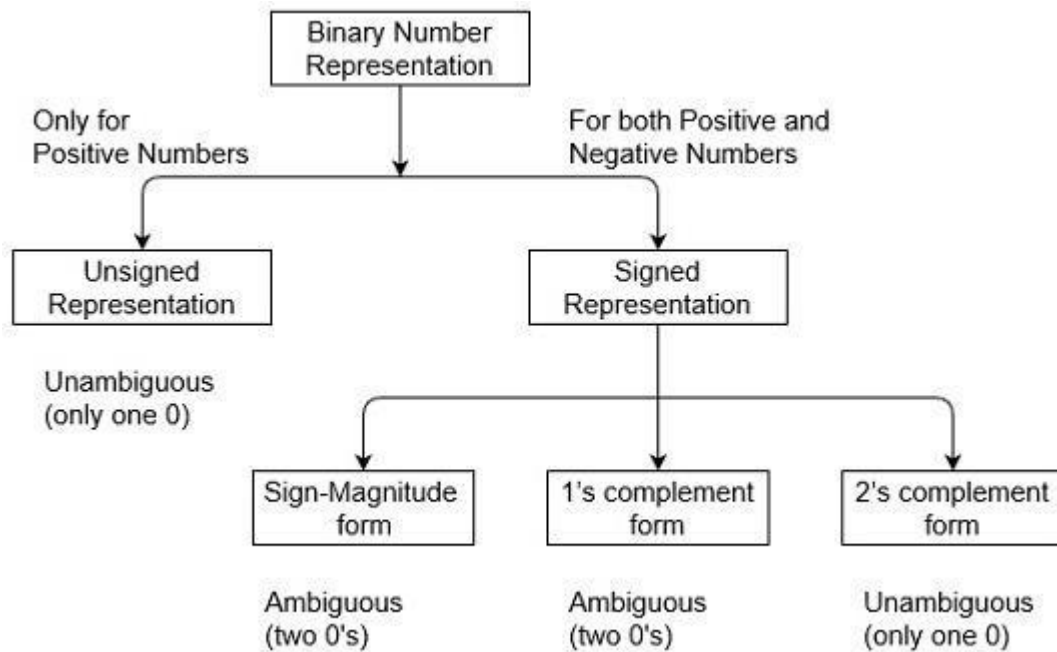 Binary Number
Representation
Only for
Positive Numbers
For both Positive and
Negative Numbers
Unsigned
Representation
Signed
Representation
Unambiguous
(only one 0)
Sign-Magnitude
form
1's complement
form
2's complement
form
Ambiguous
(two 0's)
Ambiguous
(two 0's)
Unambiguous
(only one 0)